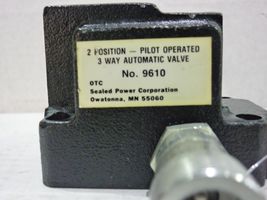 2 POSITION - PILOT OPERATED
3 WAY AUTOMATIC VALVE
No. 9610
OTC
Sealed Power Corporation
Owatonna, MN 55060